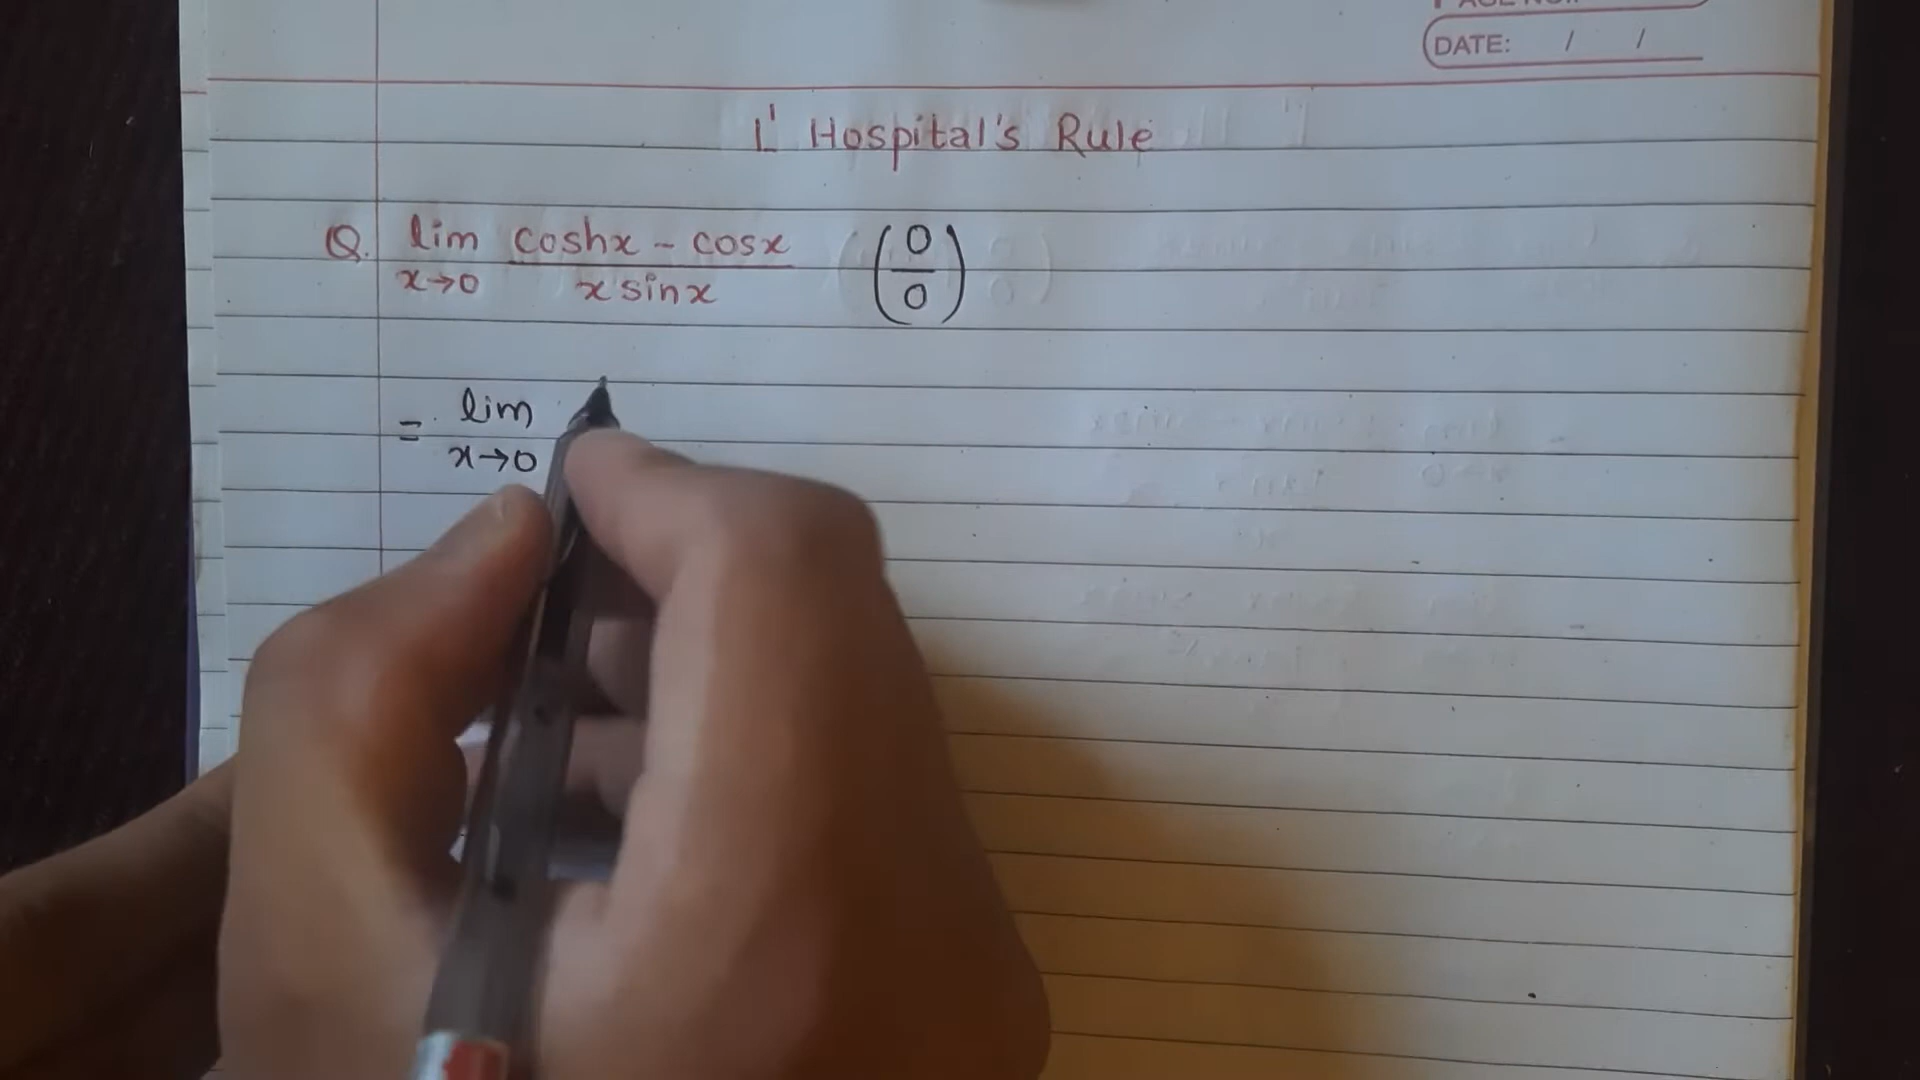 DATE: / /
L' Hospital's Rule
Q. lim x→0 coshx - cosx / x sinx (0/0)
= lim x→0